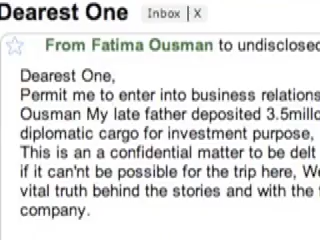 Dearest One Inbox | X
From Fatima Ousman to undisclosed
Dearest One,
Permit me to enter into business relations
Ousman My late father deposited 3.5millo
diplomatic cargo for investment purpose,
This is an a confidential matter to be delt
if it can'nt be possible for the trip here, We
vital truth behind the stories and with the
company.